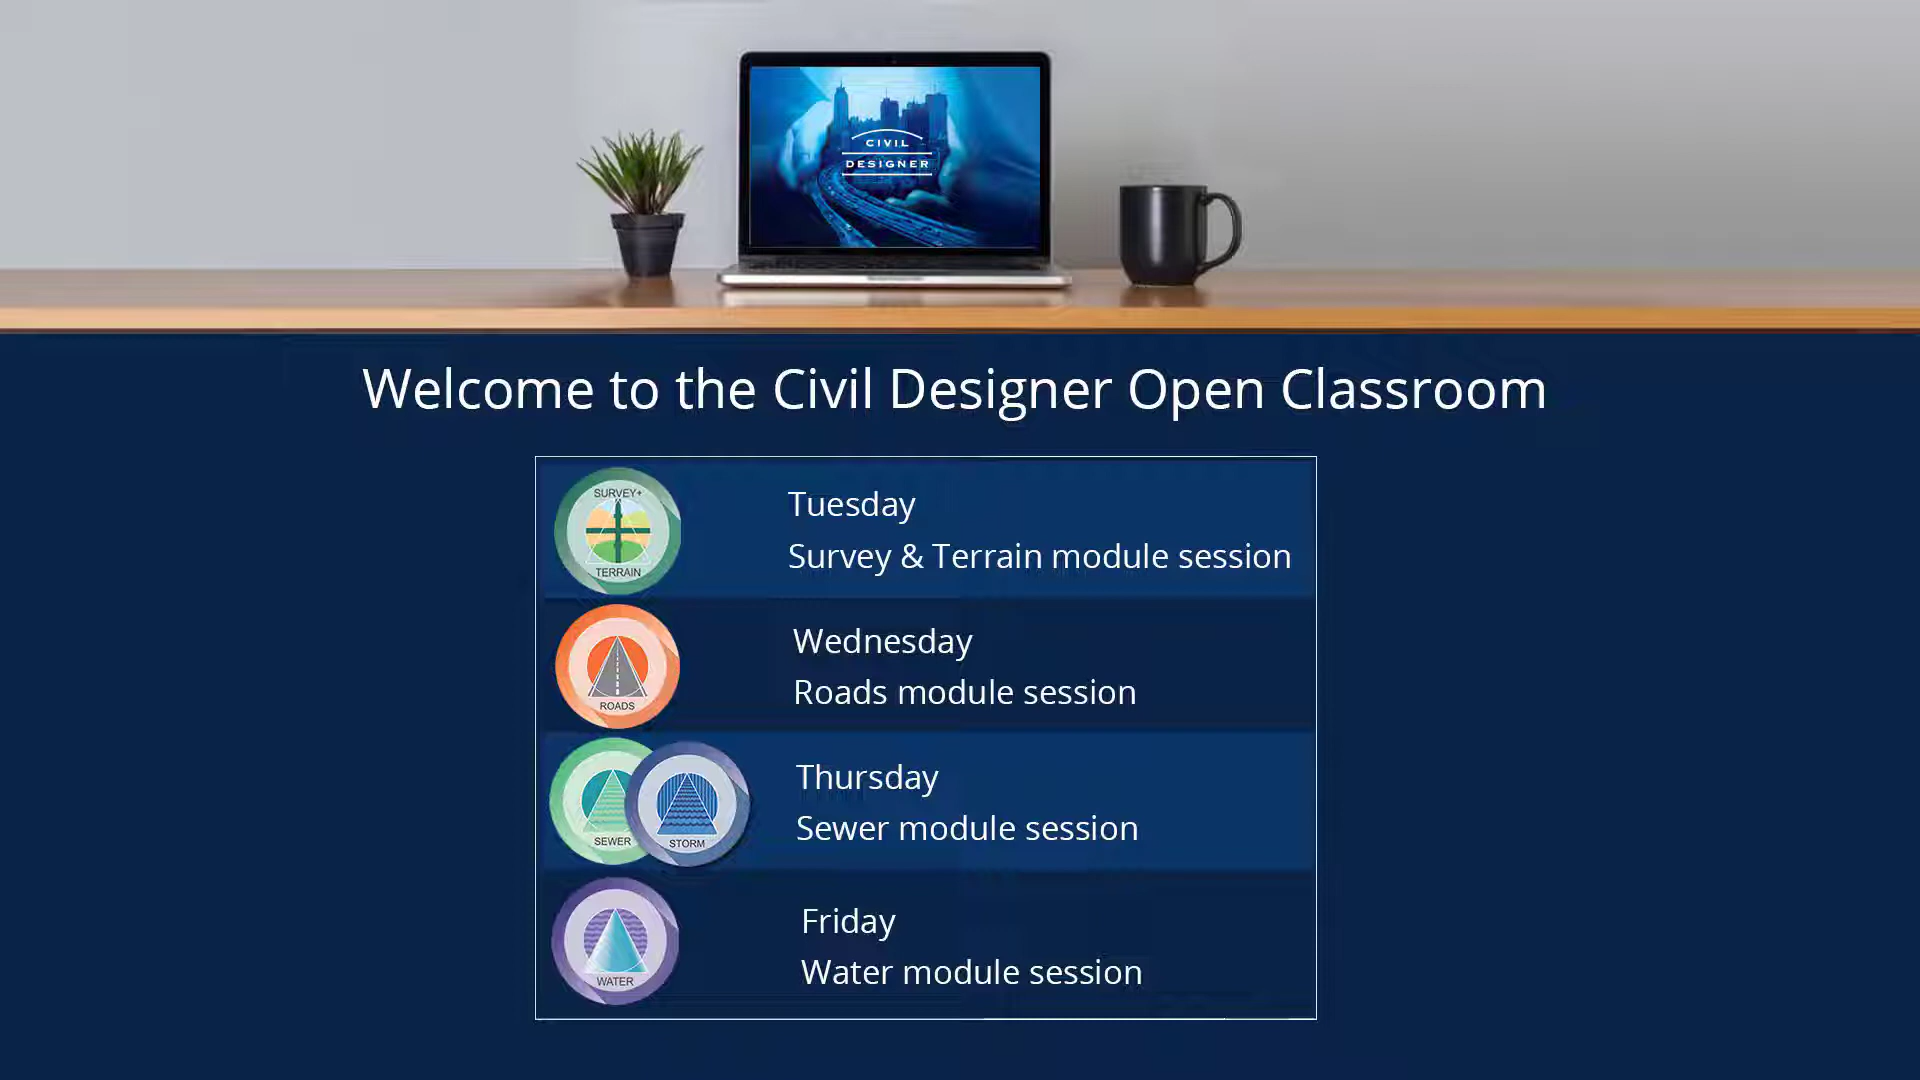 CIVIL
DESIGNER
Welcome to the Civil Designer Open Classroom
SURVEY+
TERRAIN
Tuesday
Survey & Terrain module session
ROADS
Wednesday
Roads module session
SEWER
STORM
Thursday
Sewer module session
WATER
Friday
Water module session